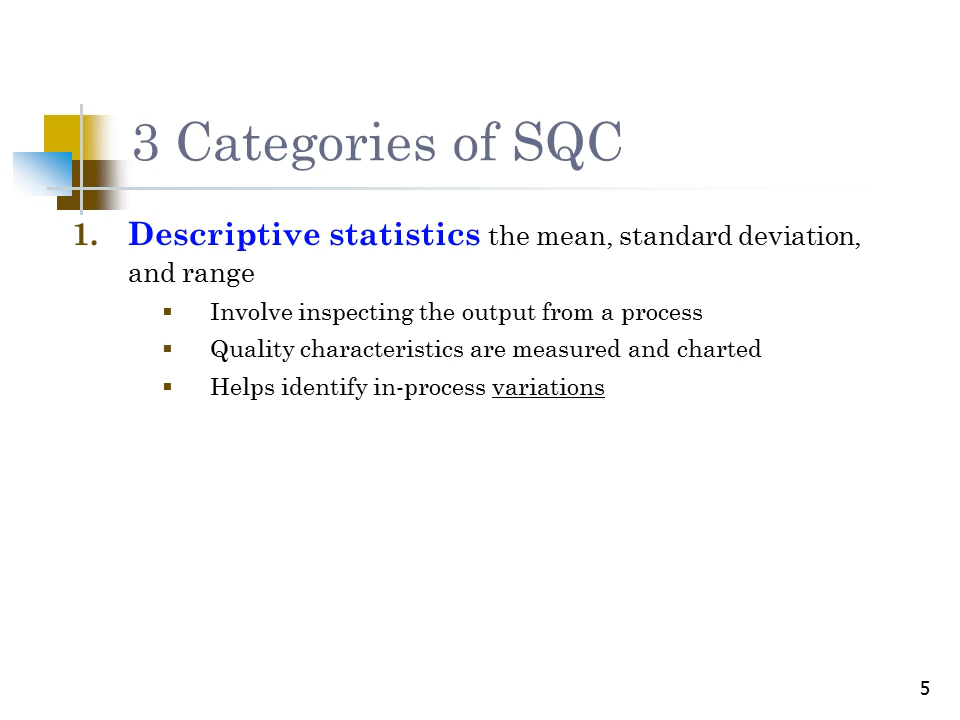 3 Categories of SQC
1. Descriptive statistics the mean, standard deviation,
and range
▪ Involve inspecting the output from a process
▪ Quality characteristics are measured and charted
▪ Helps identify in-process variations
5